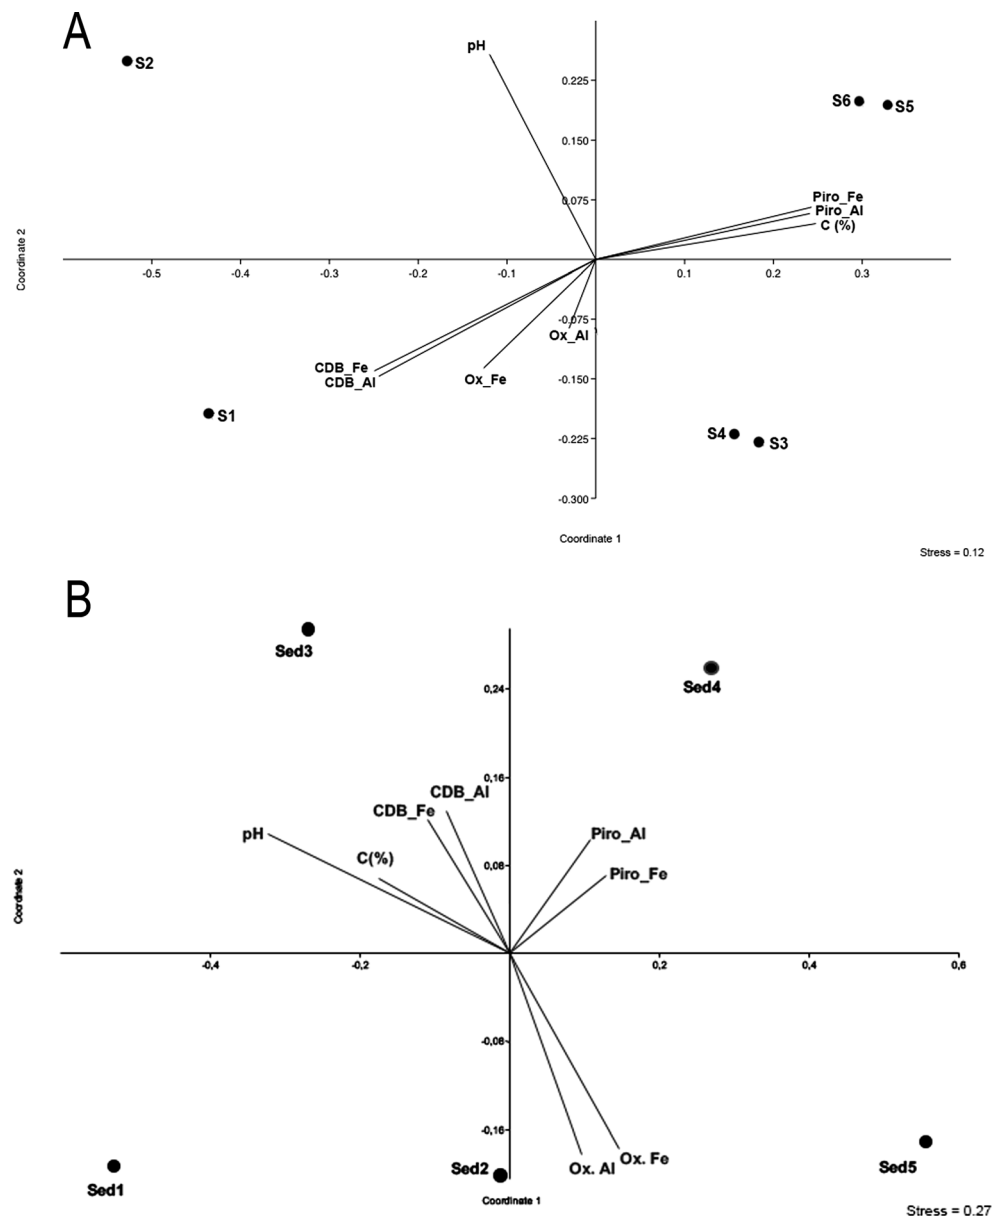 A
pH
S2
0.225
S6
S5
0.150
0.075
Piro_Fe
Piro_Al
C (%)
Coordinate 2
-0.5
-0.4
-0.3
-0.2
-0.1
0.1
0.2
0.3
-0.075
Ox_Al
CDB_Fe
CDB_Al
Ox_Fe
-0.150
S1
S4
S3
-0.225
-0.300
Coordinate 1
Stress = 0.12
B
Sed3
Sed4
0,24
0,16
CDB_Al
CDB_Fe
pH
Piro_Al
C(%)
0,08
Piro_Fe
Coordinate 2
-0,4
-0,2
0,2
0,4
0,6
-0,08
-0,16
Ox. Fe
Ox. Al
Sed2
Sed5
Sed1
Coordinate 1
Stress = 0.27